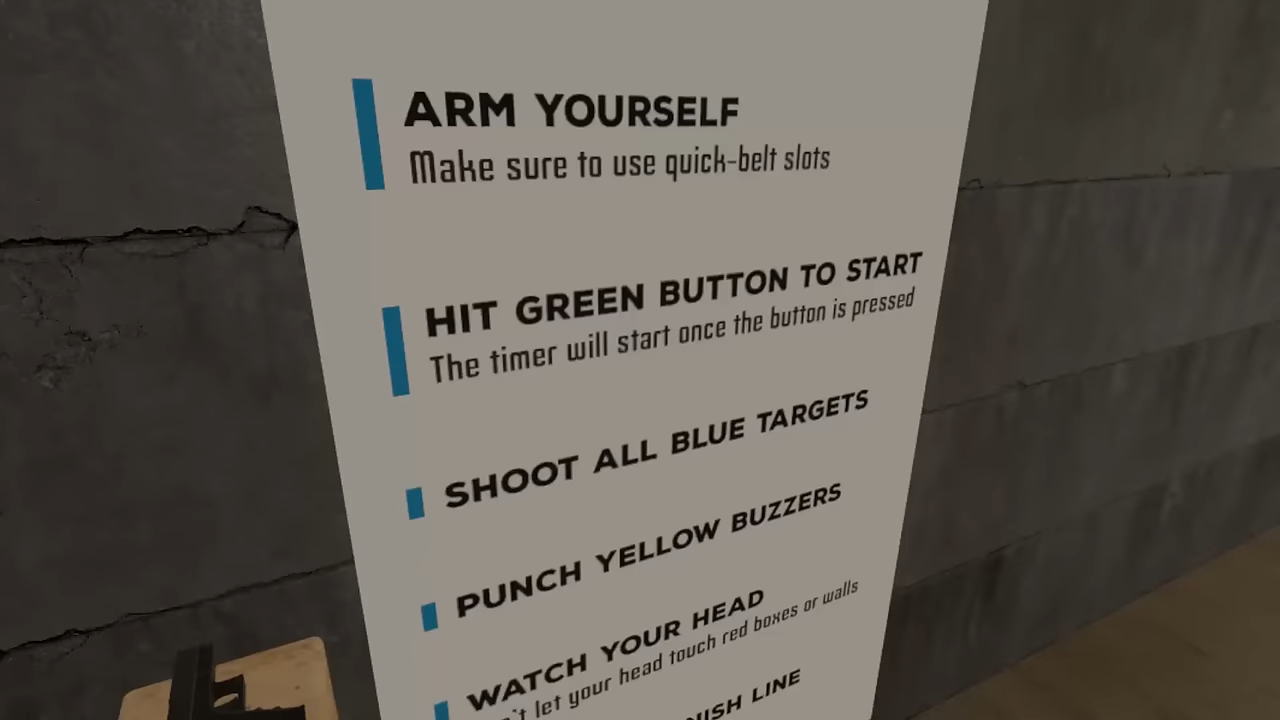 ARM YOURSELF
Make sure to use quick-belt slots
HIT GREEN BUTTON TO START
The timer will start once the button is pressed
SHOOT ALL BLUE TARGETS
PUNCH YELLOW BUZZERS
WATCH YOUR HEAD
let your head touch red boxes or walls
LINE